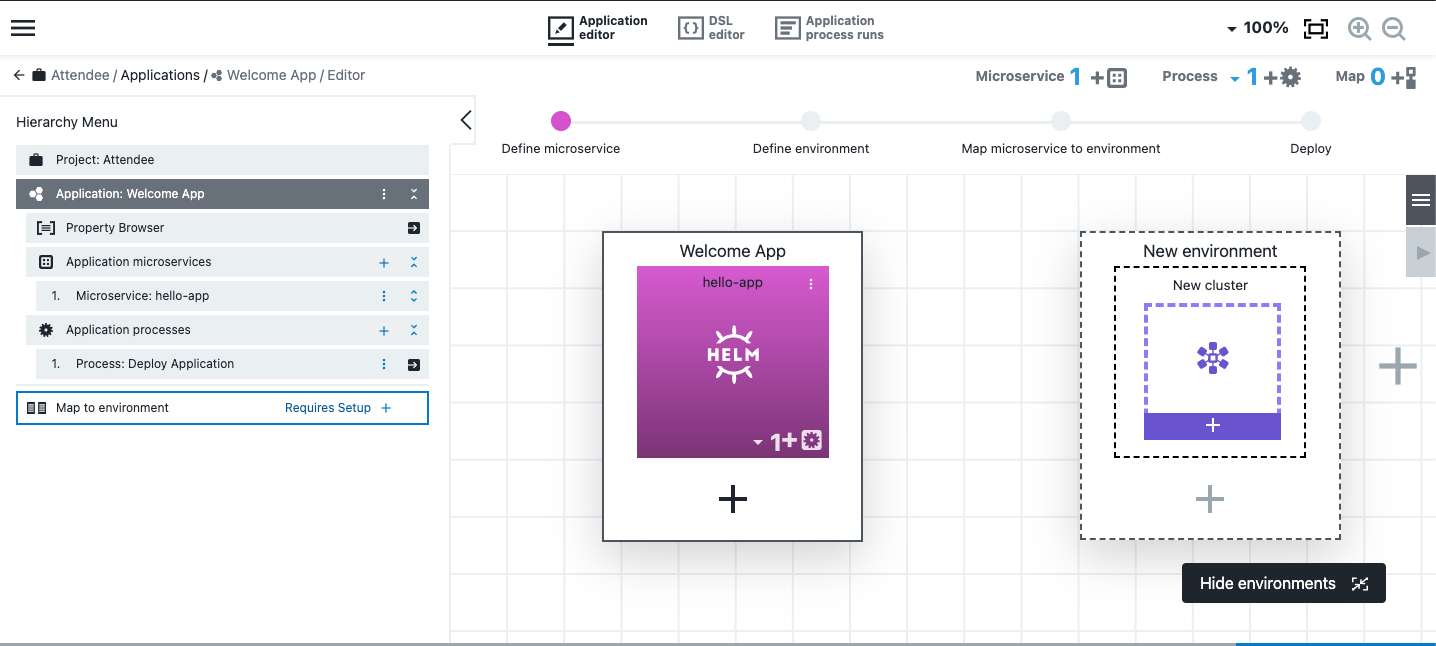 Application
editor
DSL
editor
Application
process runs
100%
Attendee / Applications / Welcome App / Editor
Microservice 1 +
Process 1 +
Map 0 +
Hierarchy Menu
Project: Attendee
Application: Welcome App
Property Browser
Application microservices +
1. Microservice: hello-app
Application processes +
1. Process: Deploy Application
Map to environment Requires Setup +
Define microservice
Define environment
Map microservice to environment
Deploy
Welcome App
hello-app
HELM
1+
New environment
New cluster
Hide environments